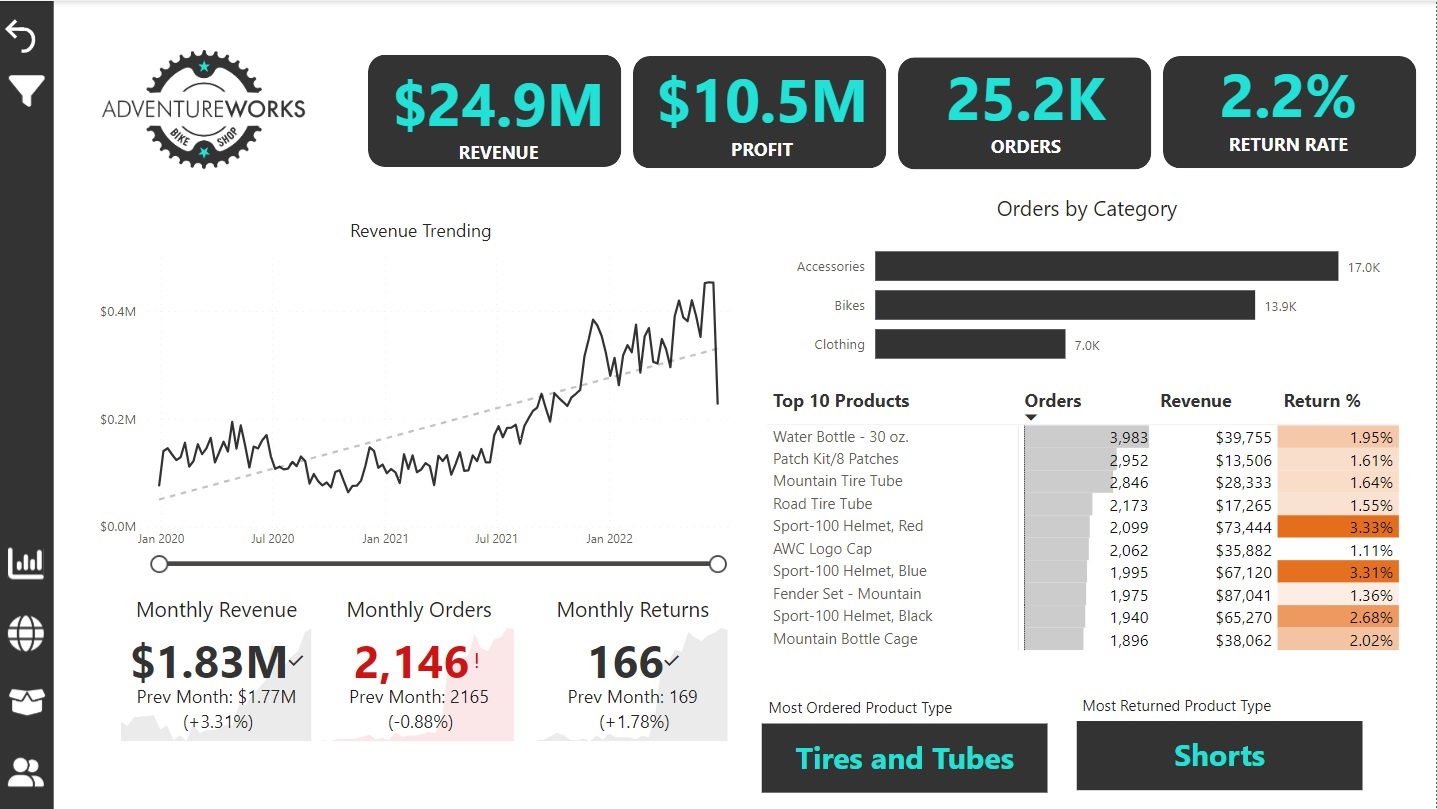 ADVENTUREWORKS
BIKE SHOP
$24.9M
REVENUE
$10.5M
PROFIT
25.2K
ORDERS
2.2%
RETURN RATE
Revenue Trending
$0.4M
$0.2M
$0.0M
Jan 2020 Jul 2020 Jan 2021 Jul 2021 Jan 2022
Orders by Category
Accessories 17.0K
Bikes 13.9K
Clothing 7.0K
Top 10 Products Orders Revenue Return %
Water Bottle - 30 oz. 3,983 $39,755 1.95%
Patch Kit/8 Patches 2,952 $13,506 1.61%
Mountain Tire Tube 2,846 $28,333 1.64%
Road Tire Tube 2,173 $17,265 1.55%
Sport-100 Helmet, Red 2,099 $73,444 3.33%
AWC Logo Cap 2,062 $35,882 1.11%
Sport-100 Helmet, Blue 1,995 $67,120 3.31%
Fender Set - Mountain 1,975 $87,041 1.36%
Sport-100 Helmet, Black 1,940 $65,270 2.68%
Mountain Bottle Cage 1,896 $38,062 2.02%
Monthly Revenue
$1.83M
Prev Month: $1.77M
(+3.31%)
Monthly Orders
2,146 !
Prev Month: 2165
(-0.88%)
Monthly Returns
166
Prev Month: 169
(+1.78%)
Most Ordered Product Type
Tires and Tubes
Most Returned Product Type
Shorts